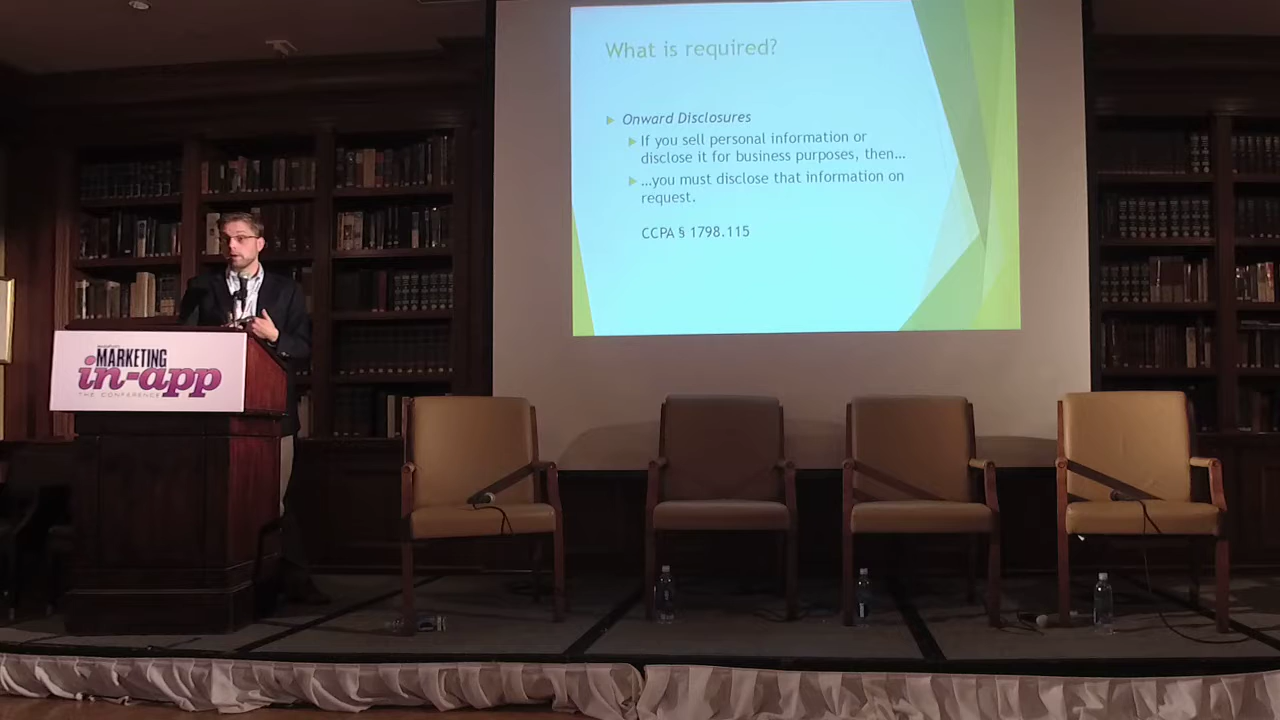 What is required?
Onward Disclosures
If you sell personal information or
disclose it for business purposes, then…
…you must disclose that information on
request.
CCPA § 1798.115
MARKETING
in-app
THE CONFERENCE